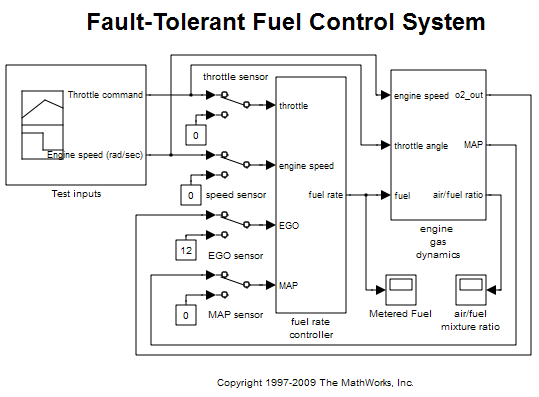 Fault-Tolerant Fuel Control System
throttle sensor
Throttle command
throttle
engine speed
o2_out
0
Engine speed (rad/sec)
engine speed
throttle angle
MAP
Test inputs
0
speed sensor
fuel rate
fuel
air/fuel ratio
EGO
12
EGO sensor
engine
gas
dynamics
MAP
0
MAP sensor
fuel rate
controller
Metered Fuel
air/fuel
mixture ratio
Copyright 1997-2009 The MathWorks, Inc.